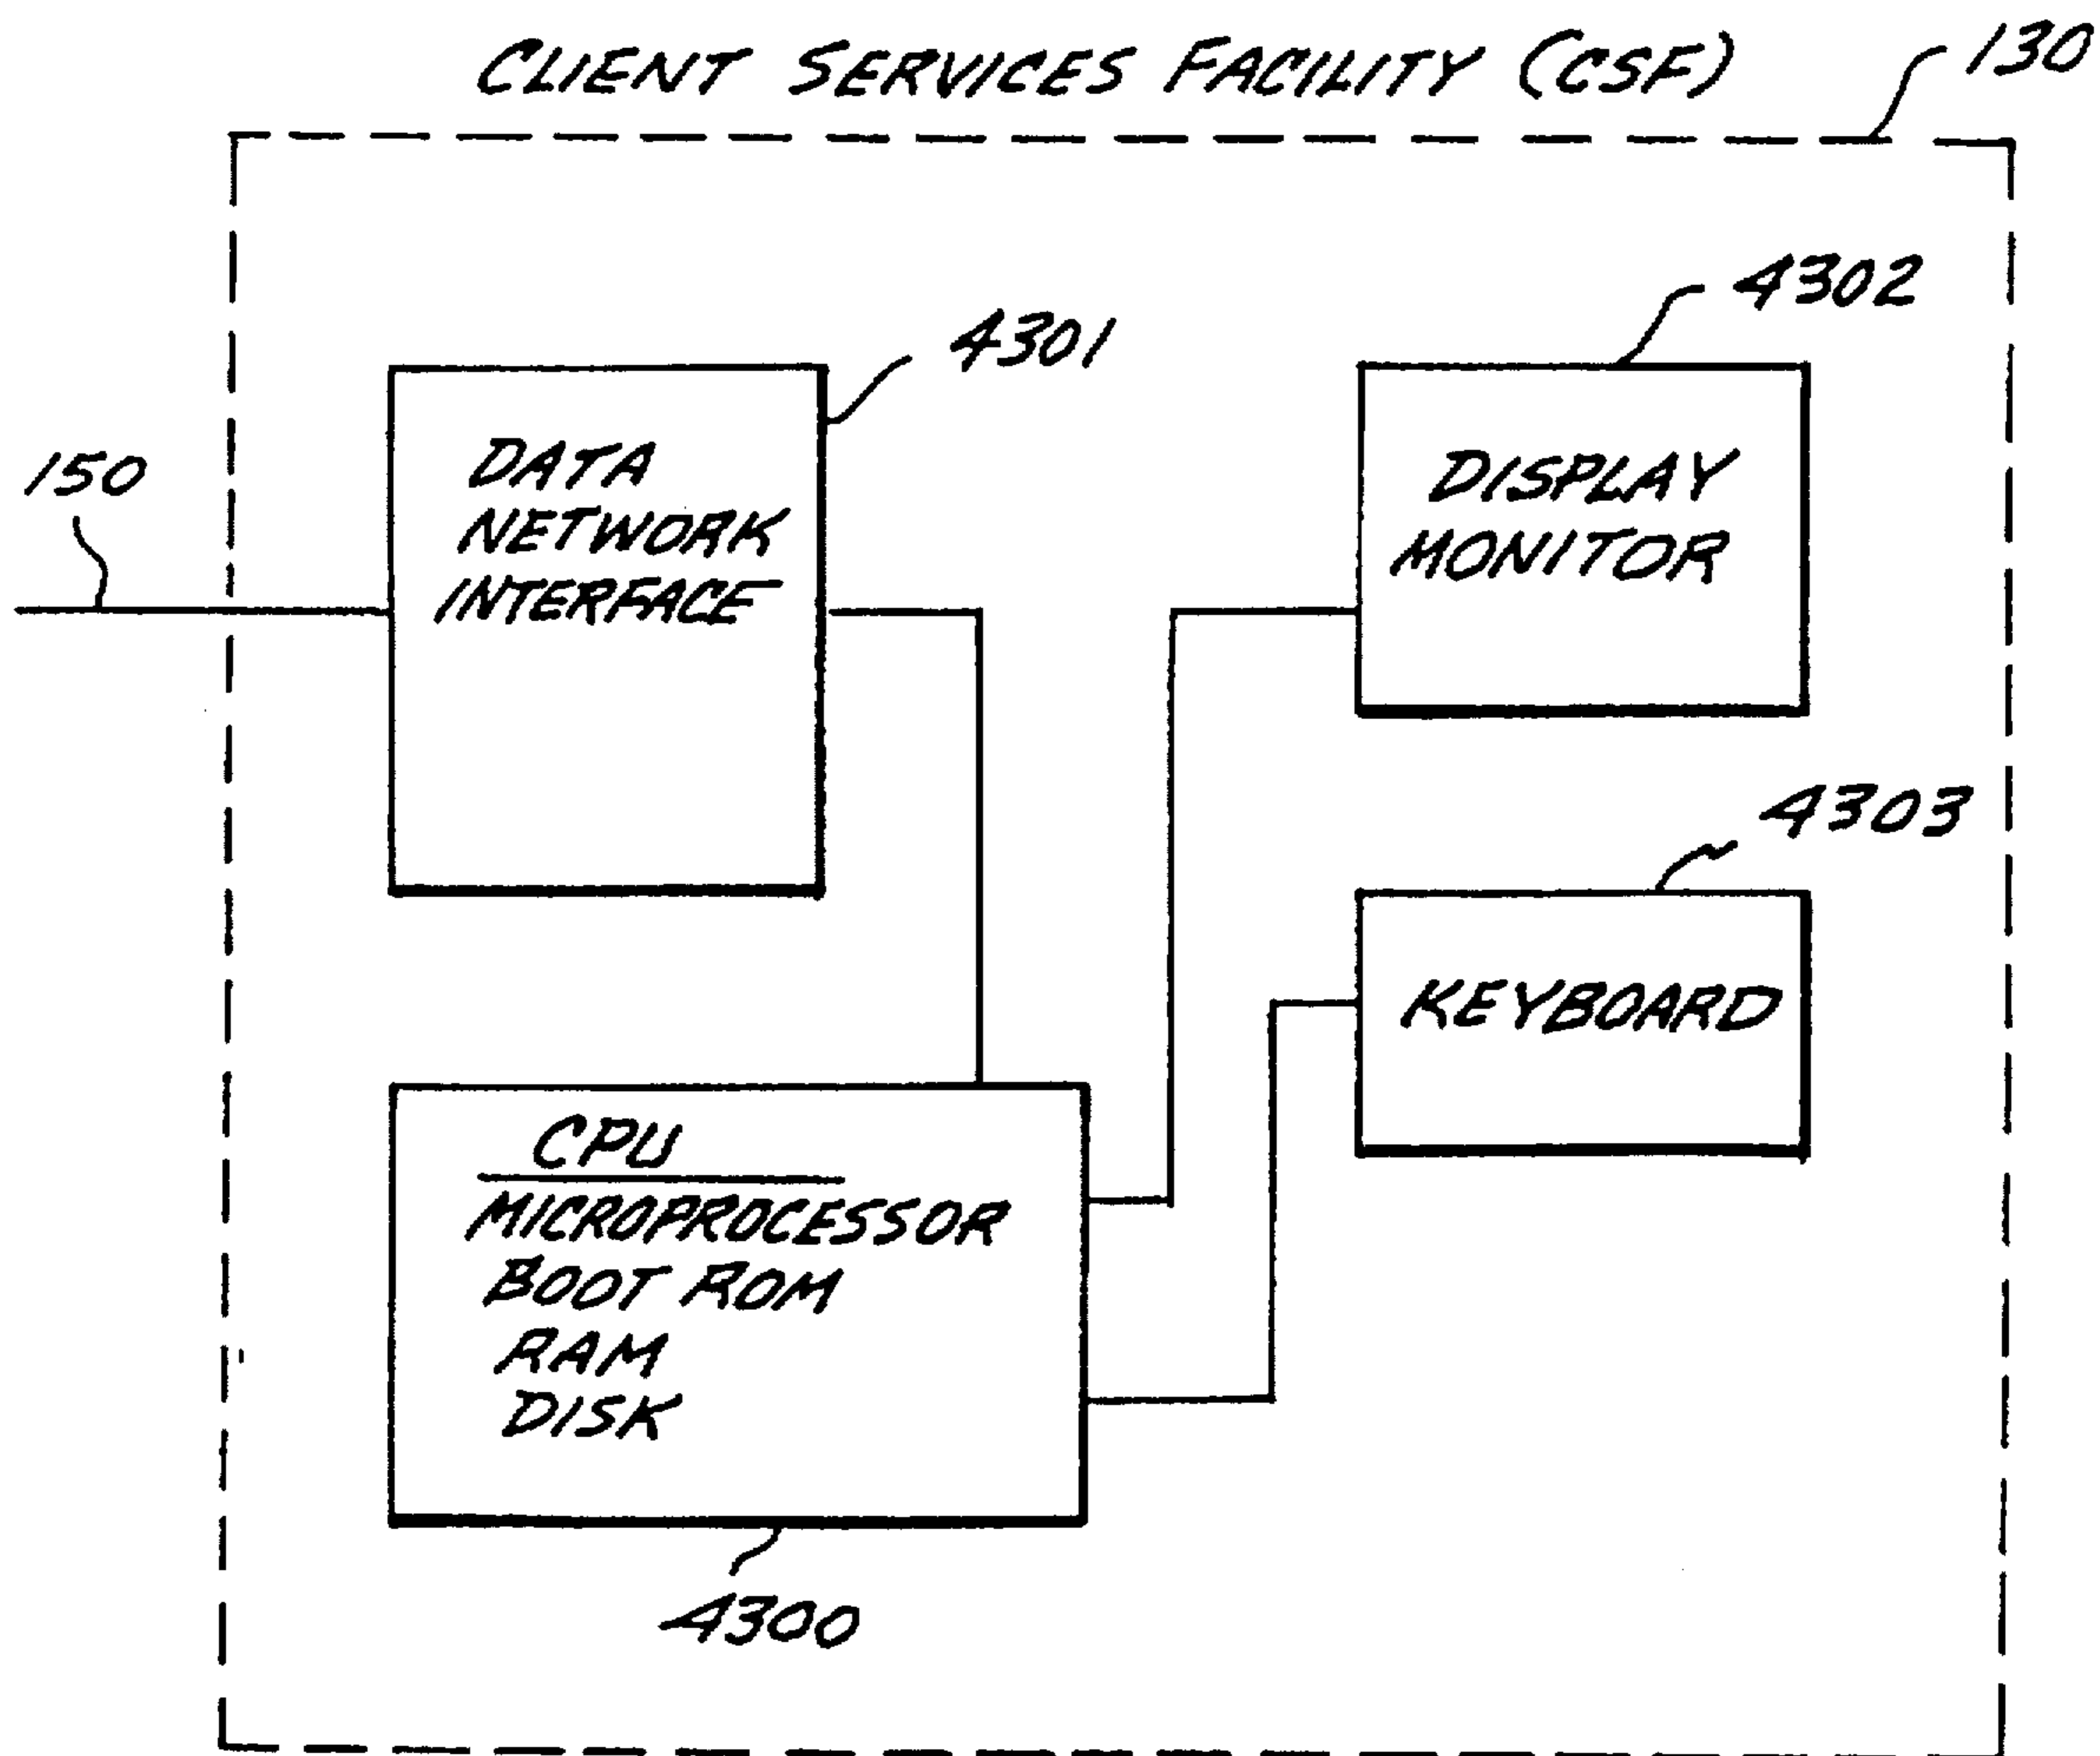 CLIENT SERVICES FACILITY (CSF)
130
4302
4301
150
DATA
NETWORK
INTERFACE
DISPLAY
MONITOR
4303
KEYBOARD
CPU
MICROPROCESSOR
BOOT ROM
RAM
DISK
4300